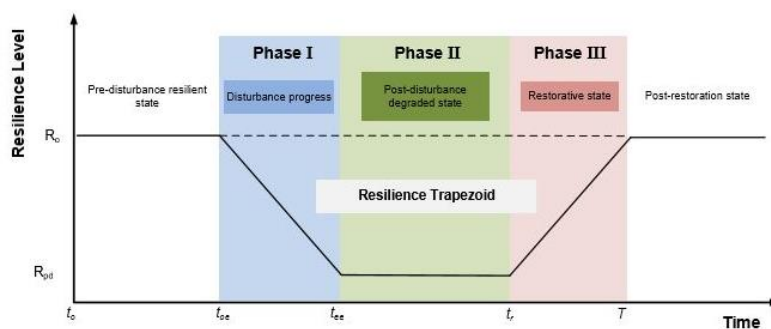 Resilience Level
Phase I
Phase II
Phase III
Pre-disturbance resilient
state
Disturbance progress
Post-disturbance
degraded state
Restorative state
Post-restoration state
Rₒ
Resilience Trapezoid
Rpd
tₒ
tₒₑ
tₑₑ
tᵣ
T
Time